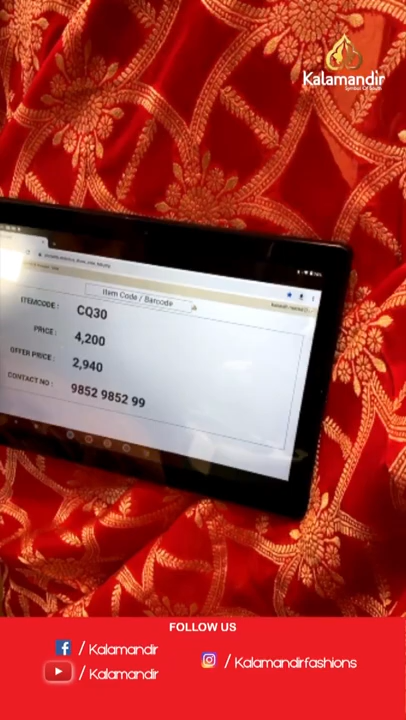 Kalamandir
Item Code / Barcode
ITEMCODE : CQ30
PRICE : 4,200
OFFER PRICE : 2,940
CONTACT NO : 9852 9852 99
FOLLOW US
/ Kalamandir
/ Kalamandir
/ Kalamandirfashions